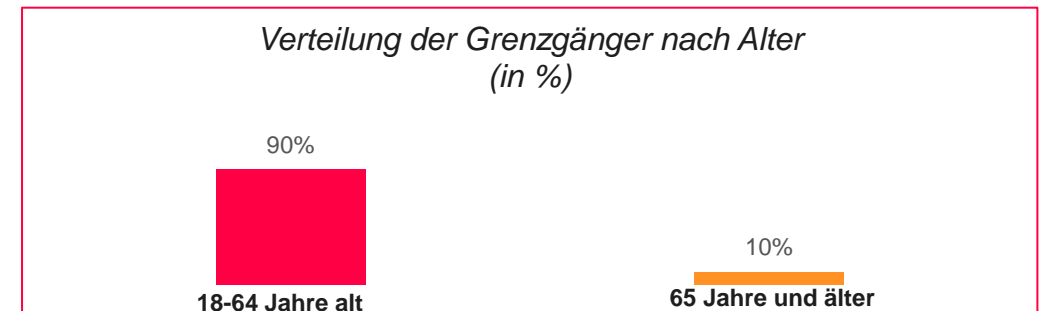 Verteilung der Grenzgänger nach Alter
(in %)
90%
10%
18-64 Jahre alt
65 Jahre und älter